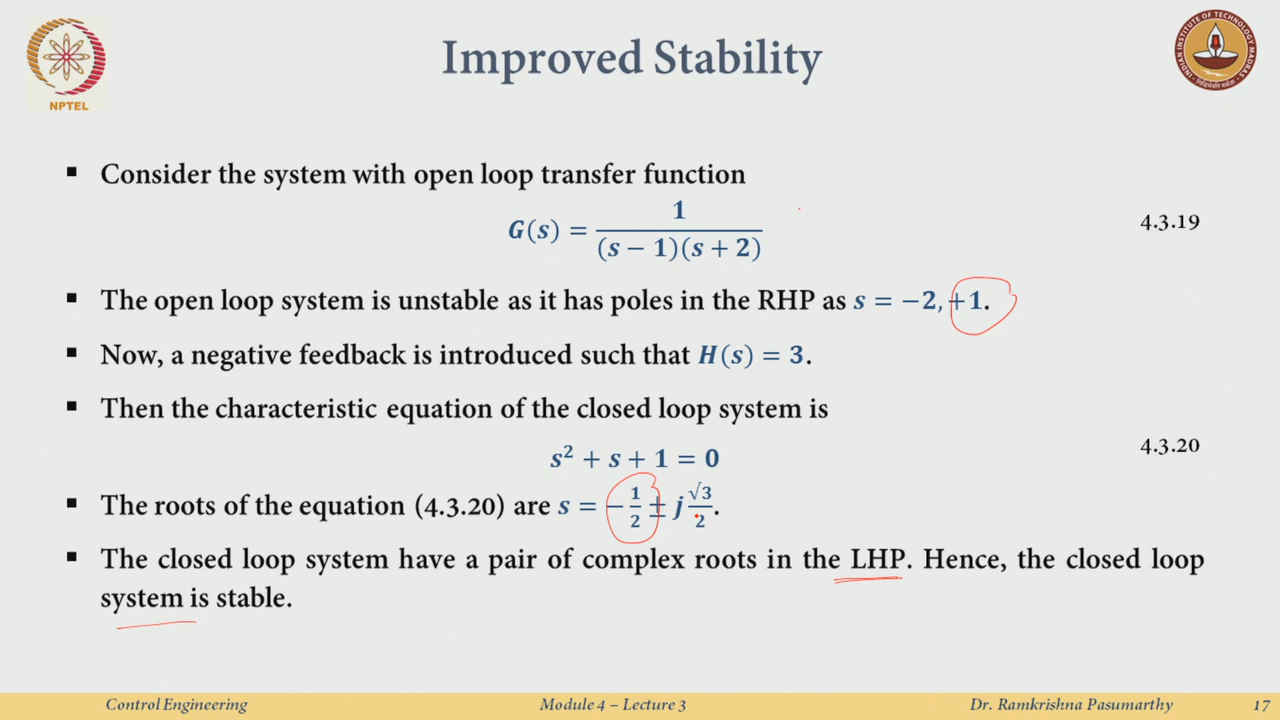 Improved Stability
NPTEL
INDIAN INSTITUTE OF TECHNOLOGY MADRAS
▪ Consider the system with open loop transfer function
G(s) = 1 / ((s − 1)(s + 2)) 4.3.19
▪ The open loop system is unstable as it has poles in the RHP as s = −2, +1.
▪ Now, a negative feedback is introduced such that H(s) = 3.
▪ Then the characteristic equation of the closed loop system is
s² + s + 1 = 0 4.3.20
▪ The roots of the equation (4.3.20) are s = −1/2 ± j√3/2.
▪ The closed loop system have a pair of complex roots in the LHP. Hence, the closed loop
system is stable.
Control Engineering Module 4 – Lecture 3 Dr. Ramkrishna Pasumarthy 17